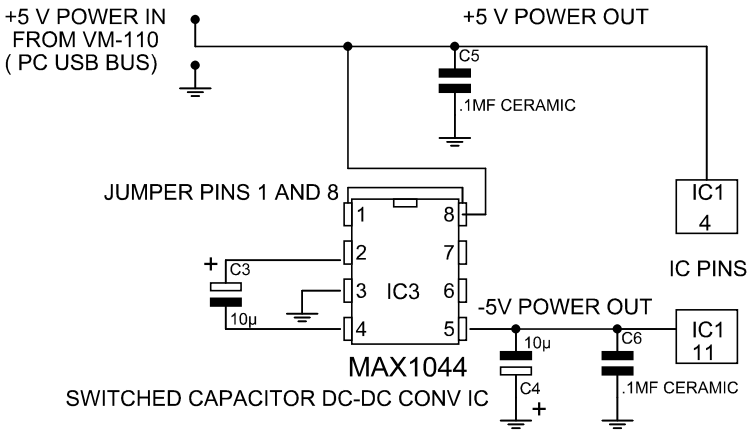 +5 V POWER IN
FROM VM-110
( PC USB BUS)
+5 V POWER OUT
C5
.1MF CERAMIC
JUMPER PINS 1 AND 8
1
8
2
7
3
6
4
5
IC3
+
C3
10µ
IC1
4
IC PINS
-5V POWER OUT
IC1
11
10µ
C4
+
C6
.1MF CERAMIC
MAX1044
SWITCHED CAPACITOR DC-DC CONV IC